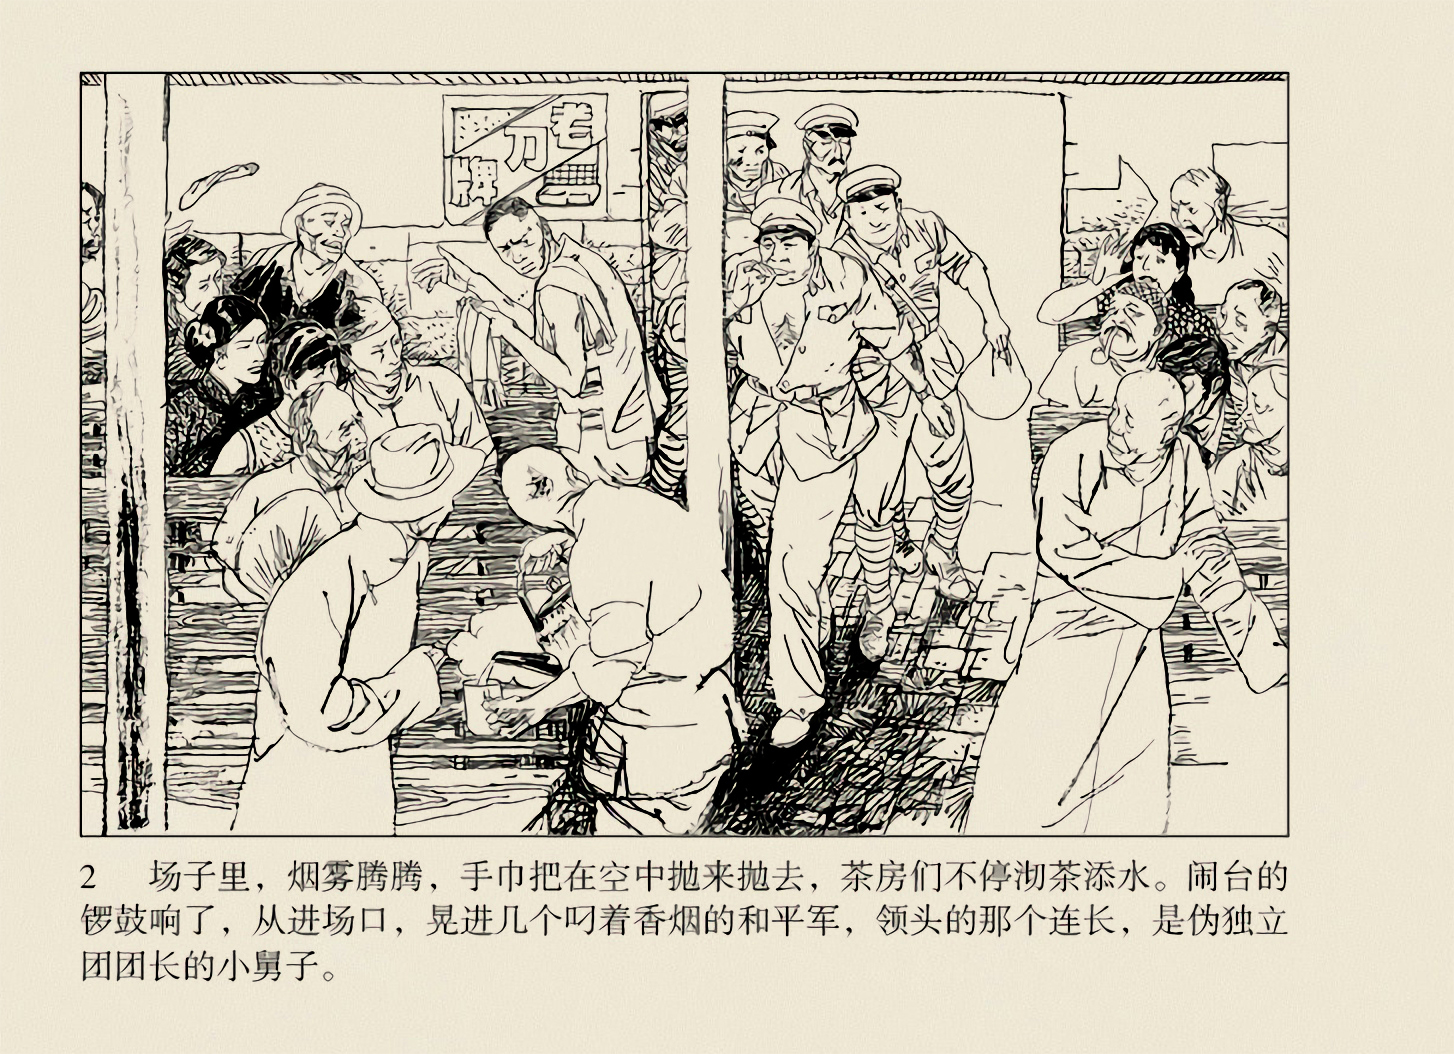 老
刀
牌
2 场子里，烟雾腾腾，手巾把在空中抛来抛去，茶房们不停沏茶添水。闹台的
锣鼓响了，从进场口，晃进几个叼着香烟的和平军，领头的那个连长，是伪独立
团团长的小舅子。